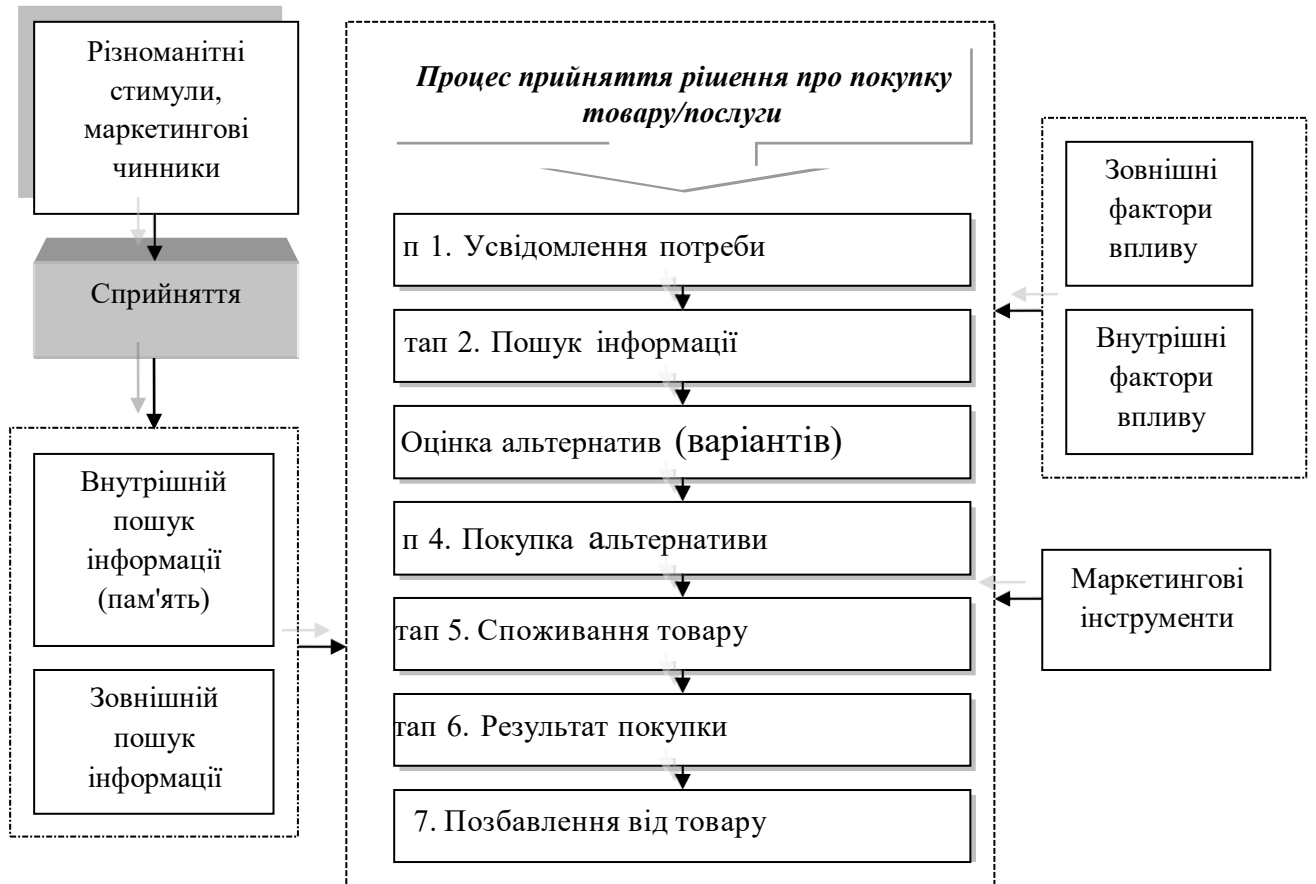 Різноманітні
стимули,
маркетингові
чинники
Сприйняття
Внутрішній
пошук
інформації
(пам'ять)
Зовнішній
пошук
інформації
Процес прийняття рішення про покупку
товару/послуги
п 1. Усвідомлення потреби
тап 2. Пошук інформації
Оцінка альтернатив (варіантів)
п 4. Покупка альтернативи
тап 5. Споживання товару
тап 6. Результат покупки
7. Позбавлення від товару
Зовнішні
фактори
впливу
Внутрішні
фактори
впливу
Маркетингові
інструменти